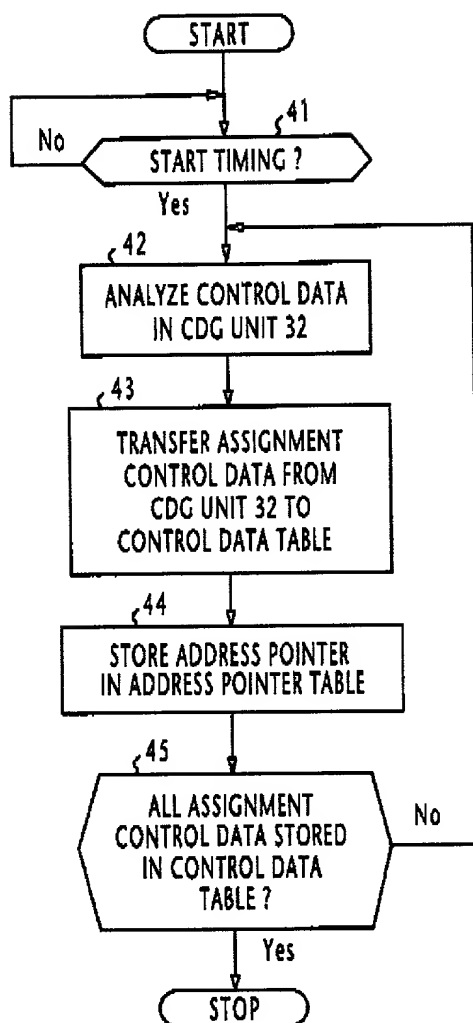 START
41
No
START TIMING ?
Yes
42
ANALYZE CONTROL DATA
IN CDG UNIT 32
43
TRANSFER ASSIGNMENT
CONTROL DATA FROM
CDG UNIT 32 TO
CONTROL DATA TABLE
44
STORE ADDRESS POINTER
IN ADDRESS POINTER TABLE
45
ALL ASSIGNMENT
CONTROL DATA STORED
IN CONTROL DATA
TABLE ?
No
Yes
STOP